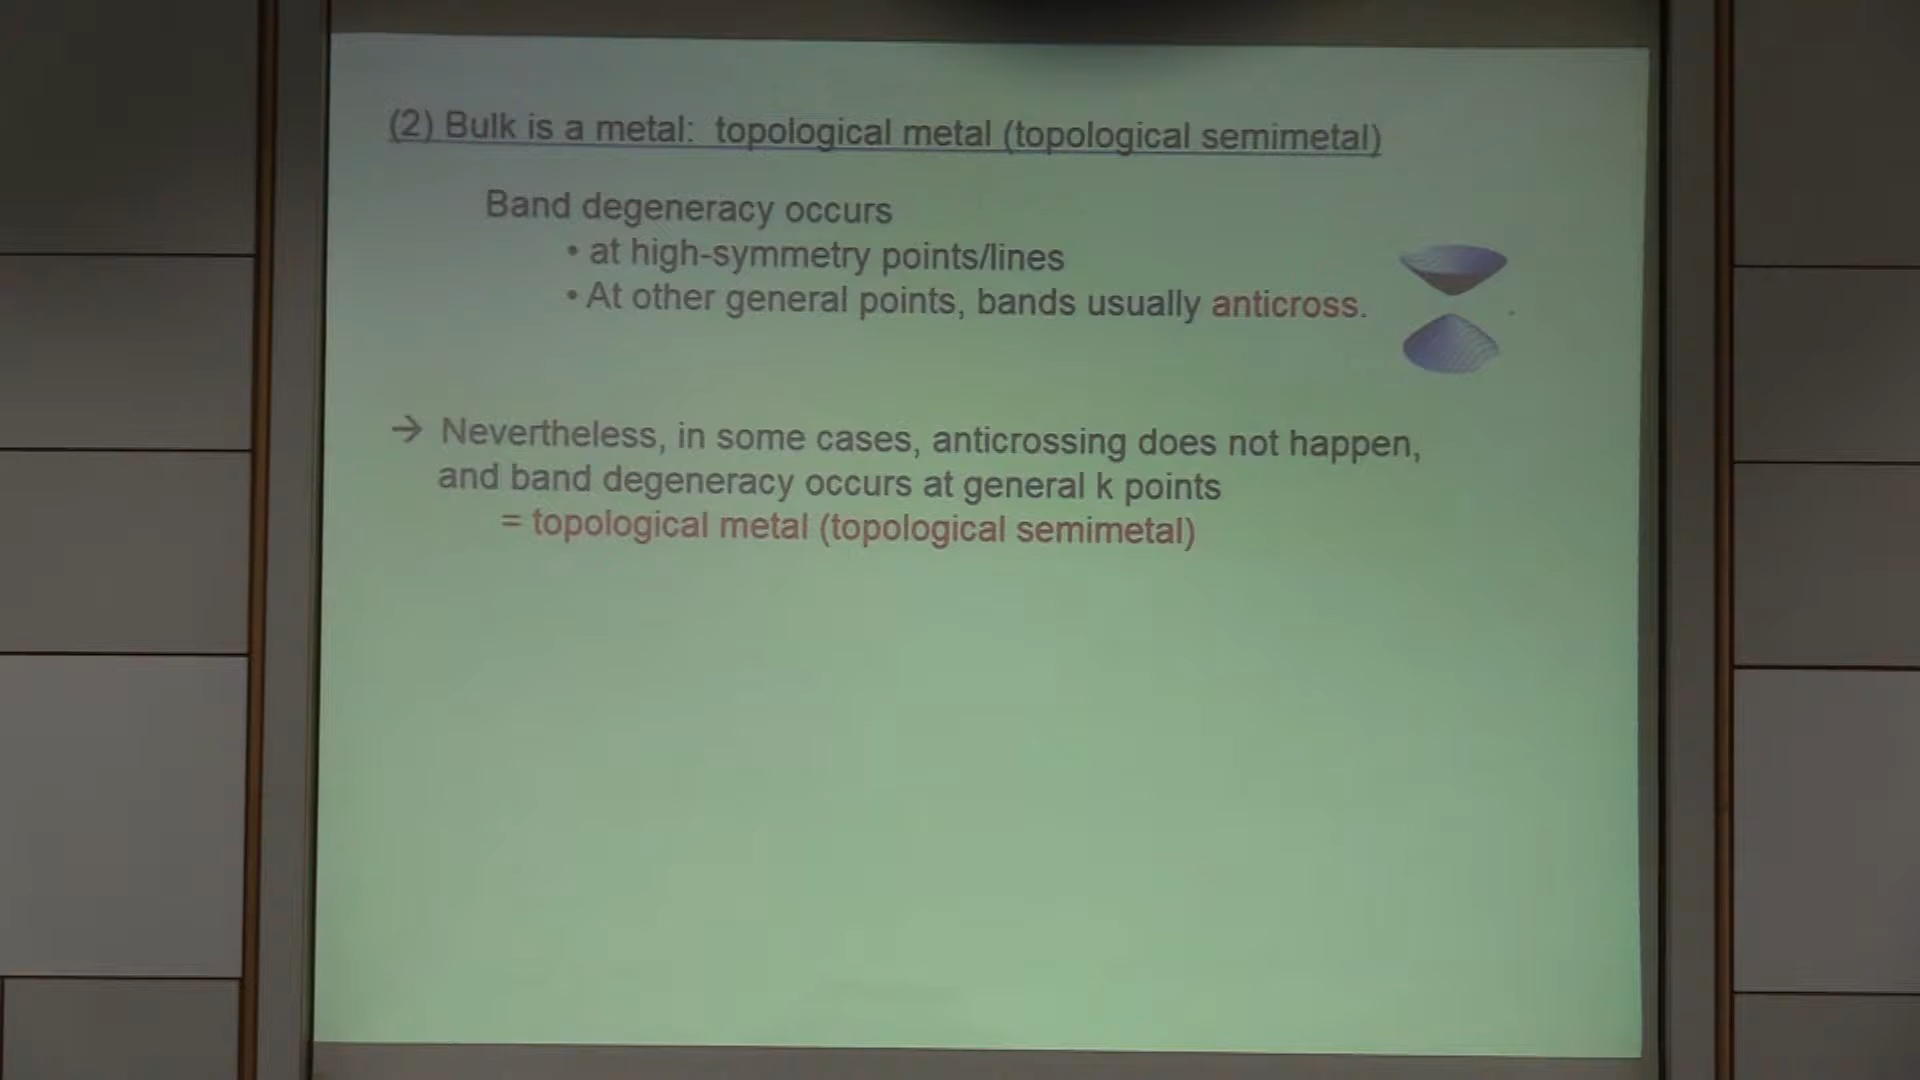 (2) Bulk is a metal: topological metal (topological semimetal)
Band degeneracy occurs
• at high-symmetry points/lines
• At other general points, bands usually anticross.
→ Nevertheless, in some cases, anticrossing does not happen,
and band degeneracy occurs at general k points
= topological metal (topological semimetal)